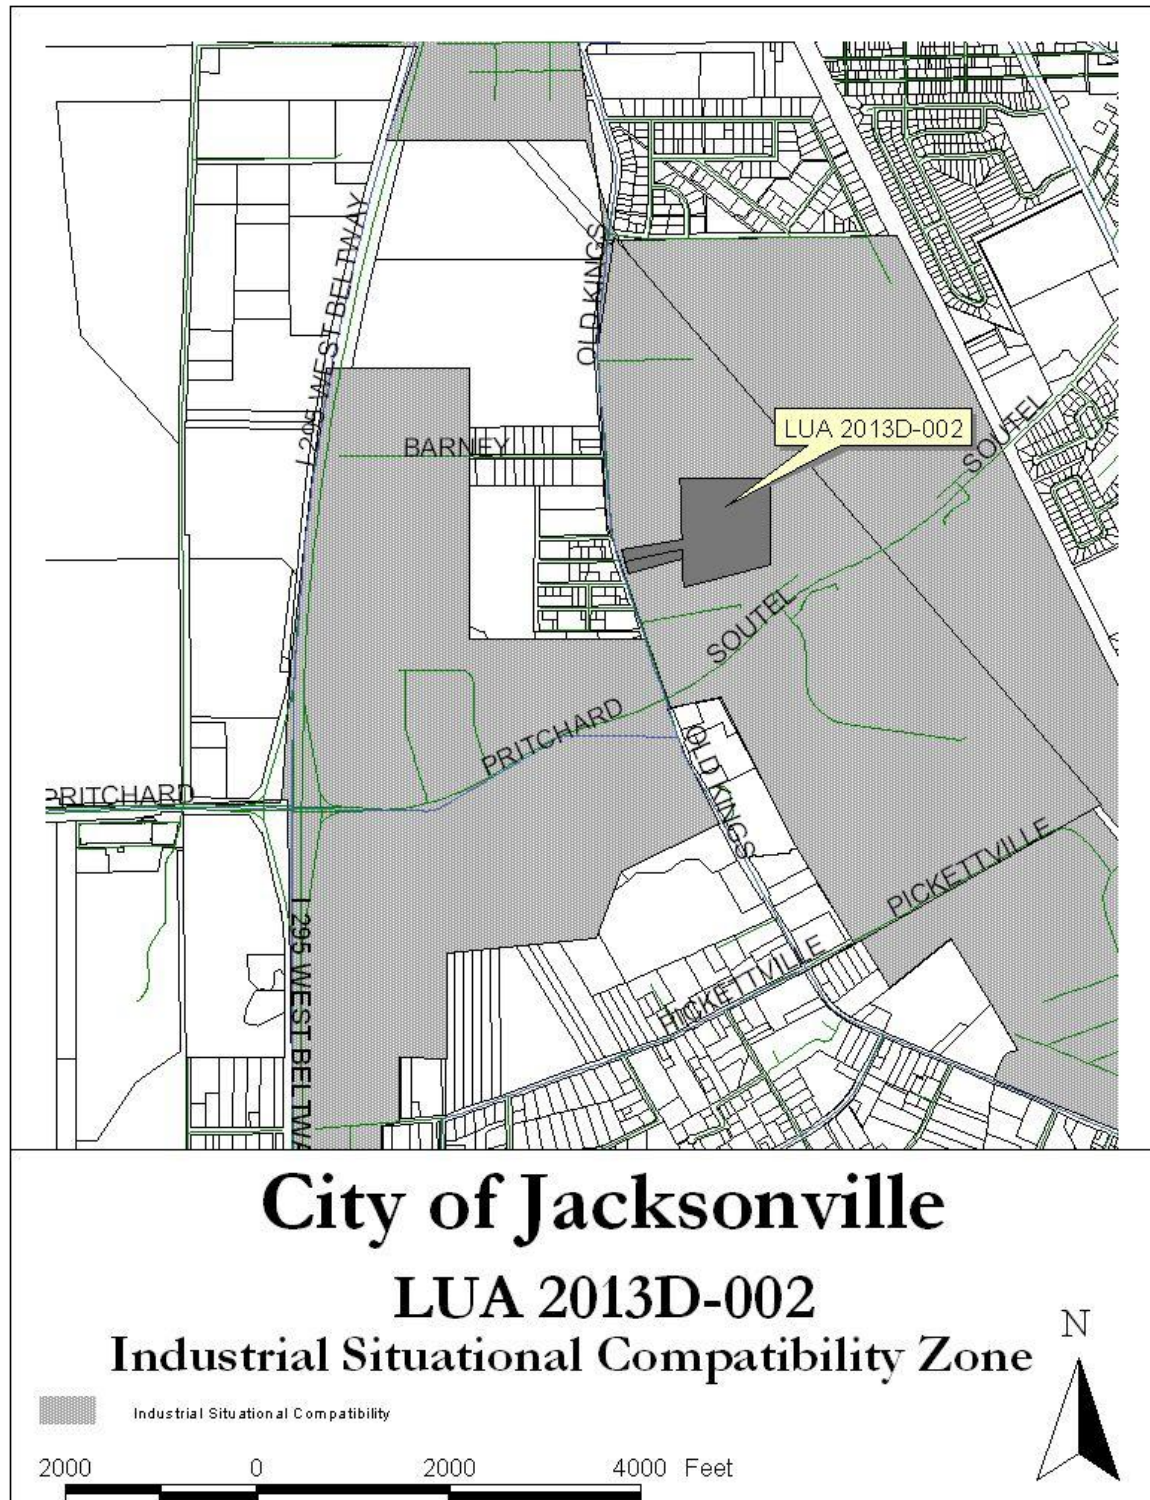 I 295 WEST BELTWAY
OLD KINGS
BARNEY
LUA 2013D-002
SOUTEL
SOUTEL
PRITCHARD
PRITCHARD
OLD KINGS
PICKETTVILLE
PICKETTVILLE
I 295 WEST BELTWA
City of Jacksonville
LUA 2013D-002
Industrial Situational Compatibility Zone
N
Industrial Situational Compatibility
2000 0 2000 4000 Feet